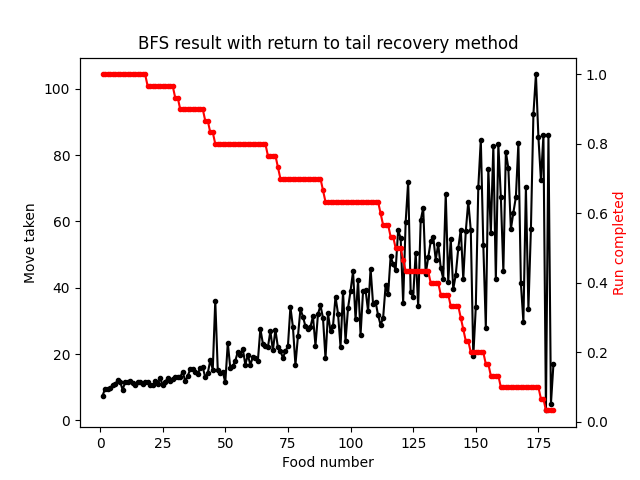 BFS result with return to tail recovery method
100
80
60
40
20
0
Move taken
1.0
0.8
0.6
0.4
0.2
0.0
Run completed
0 25 50 75 100 125 150 175
Food number